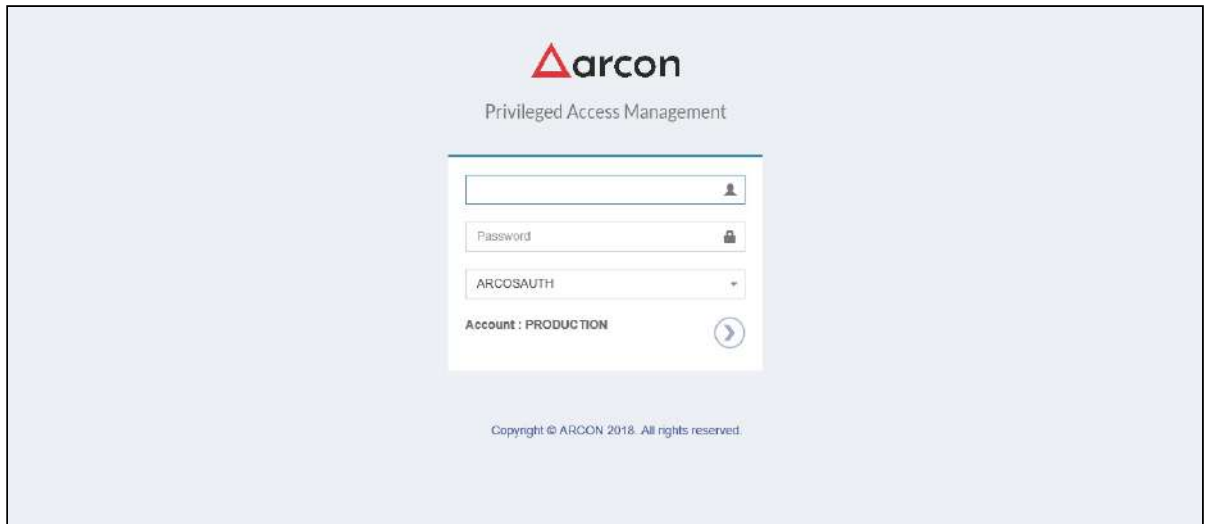 arcon
Privileged Access Management
Password
ARCOSAUTH
Account : PRODUCTION
Copyright © ARCON 2018. All rights reserved.